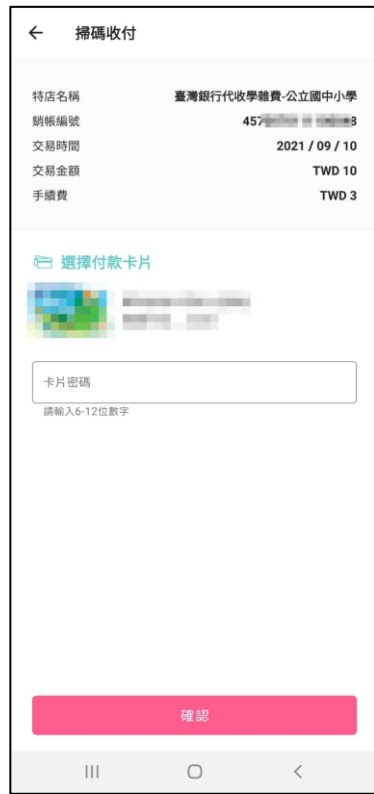 掃碼收付
特店名稱 臺灣銀行代收學雜費-公立國中小學
銷帳編號 457 8
交易時間 2021 / 09 / 10
交易金額 TWD 10
手續費 TWD 3
選擇付款卡片
卡片密碼
請輸入6-12位數字
確認